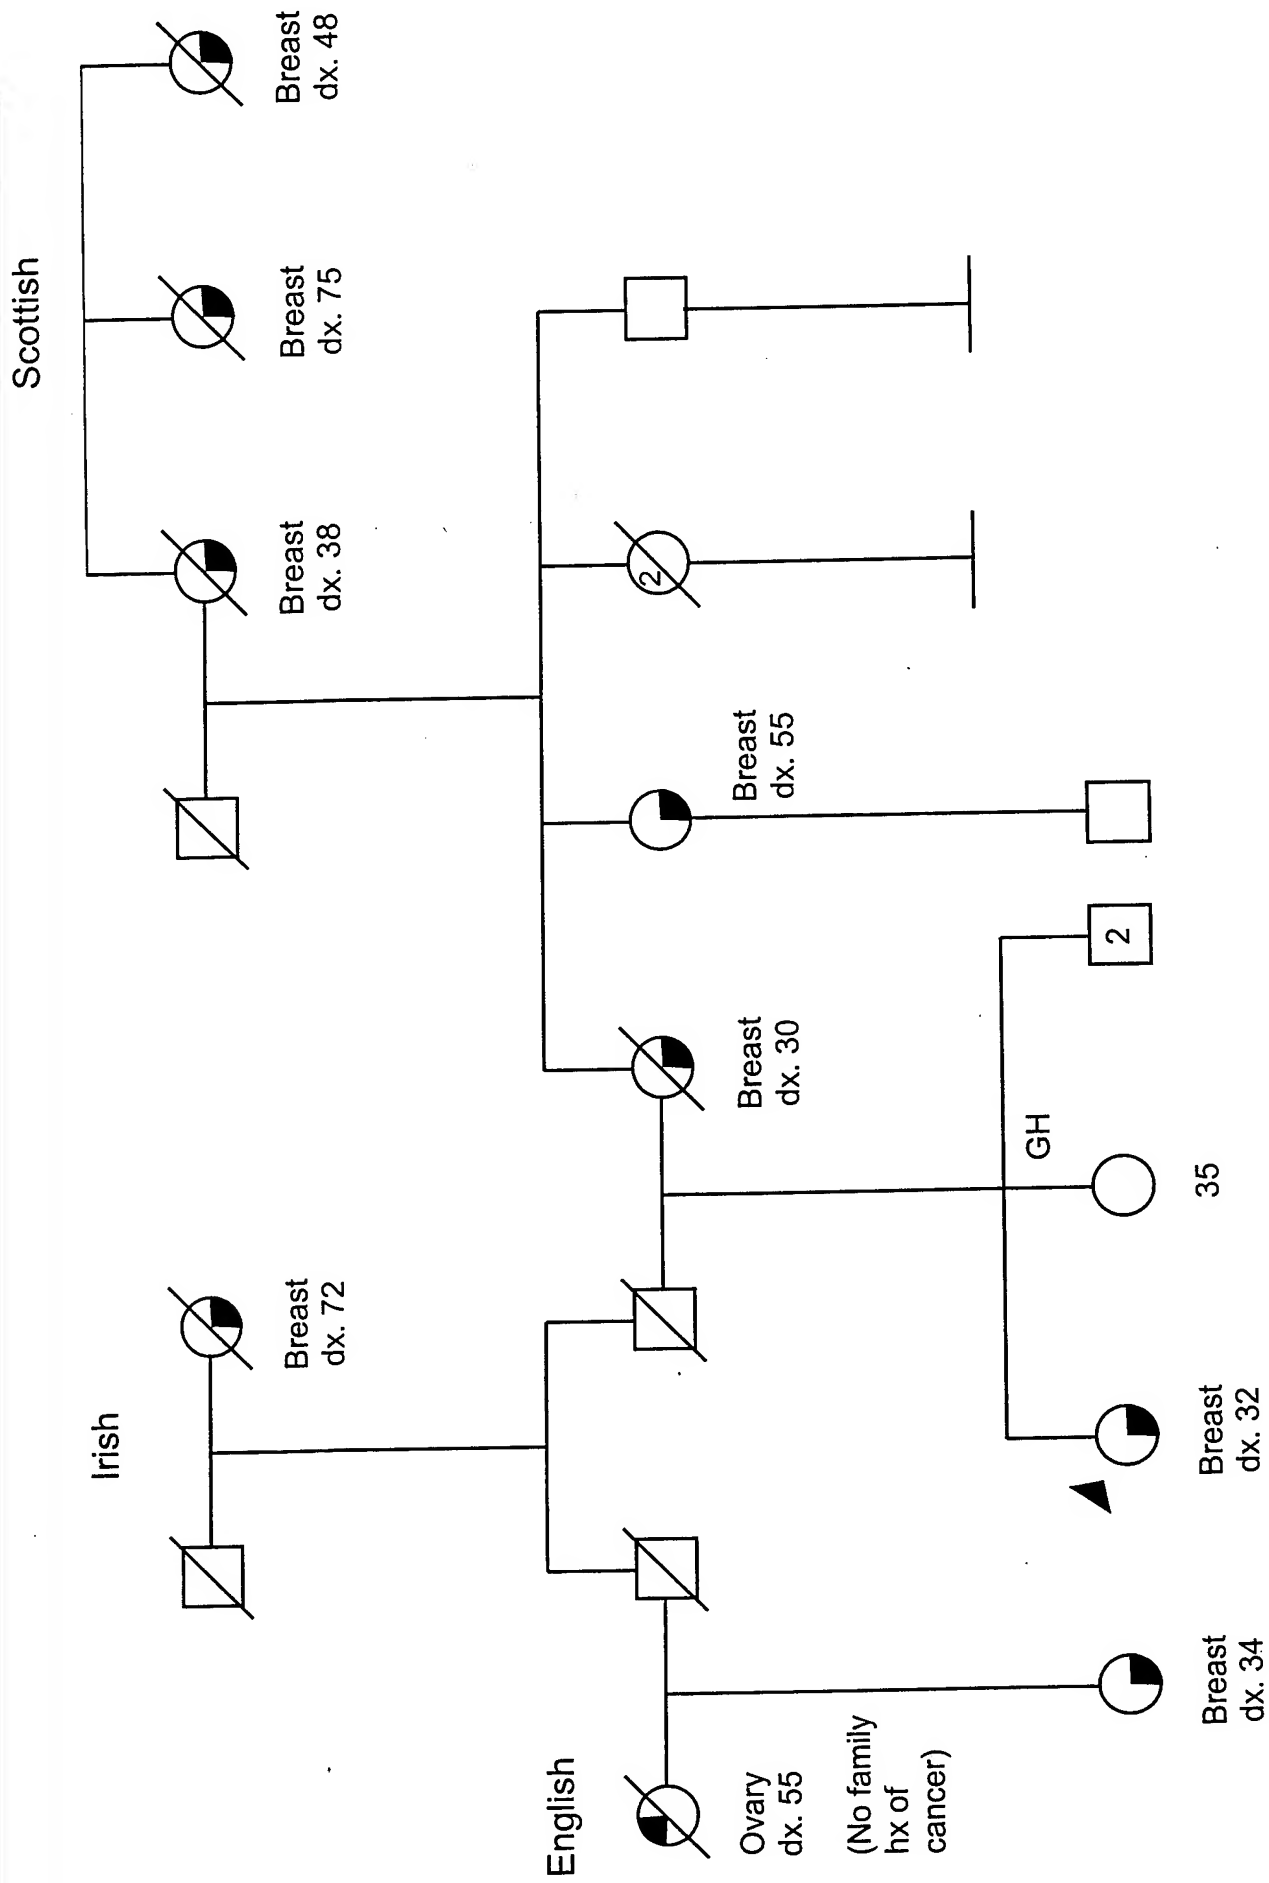 Scottish
Irish
Breast
dx. 72
Breast
dx. 38
Breast
dx. 75
Breast
dx. 48
English
Ovary
dx. 55
(No family
hx of
cancer)
Breast
dx. 30
Breast
dx. 55
2
GH
Breast
dx. 34
Breast
dx. 32
35
2